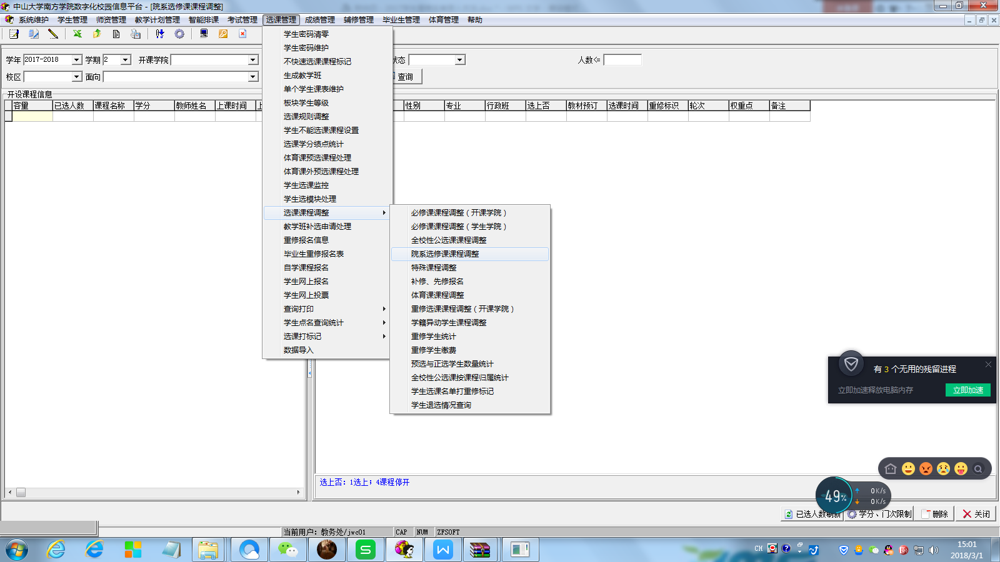 中山大学南方学院数字化校园信息平台 - [院系选修课课程调整]
系统维护 学生管理 师资管理 教学计划管理 智能排课 考试管理 选课管理 成绩管理 辅修管理 毕业生管理 体育管理 帮助
学年 2017-2018 学期 2 开课学院 状态 人数<=
校区 面向 查询
开设课程信息
容量 已选人数 课程名称 学分 教师姓名 上课时间 上 性别 专业 行政班 选上否 教材预订 选课时间 重修标识 轮次 权重点 备注
学生密码清零
学生密码维护
不快速选课课程标记
生成教学班
单个学生课表维护
板块学生等级
选课规则调整
学生不能选课课程设置
选课学分绩点统计
体育课预选课程处理
体育课外预选课程处理
学生选课监控
学生选模块处理
选课课程调整
教学班补选申请处理
重修报名信息
毕业生重修报名表
自学课程报名
学生网上报名
学生网上投票
查询打印
学生点名查询统计
选课打标记
数据导入
必修课课程调整（开课学院）
必修课课程调整（学生学院）
全校性公选课课程调整
院系选修课课程调整
特殊课程调整
补修、先修报名
体育课课程调整
重修选课课程调整（开课学院）
学籍异动学生课程调整
重修学生统计
重修学生缴费
预选与正选学生数量统计
全校性公选课按课程归属统计
学生选课名单打重修标记
学生退选情况查询
有 3 个无用的残留进程
立即加速释放电脑内存 立即加速
选上否：1选上；4课程停开
49% 0K/s
0K/s
已选人数刷新 学分、门次限制 删除 关闭
当前用户：教务处/jwc01 CAP NUM ZFSOFT
CH 15:01
2018/3/1